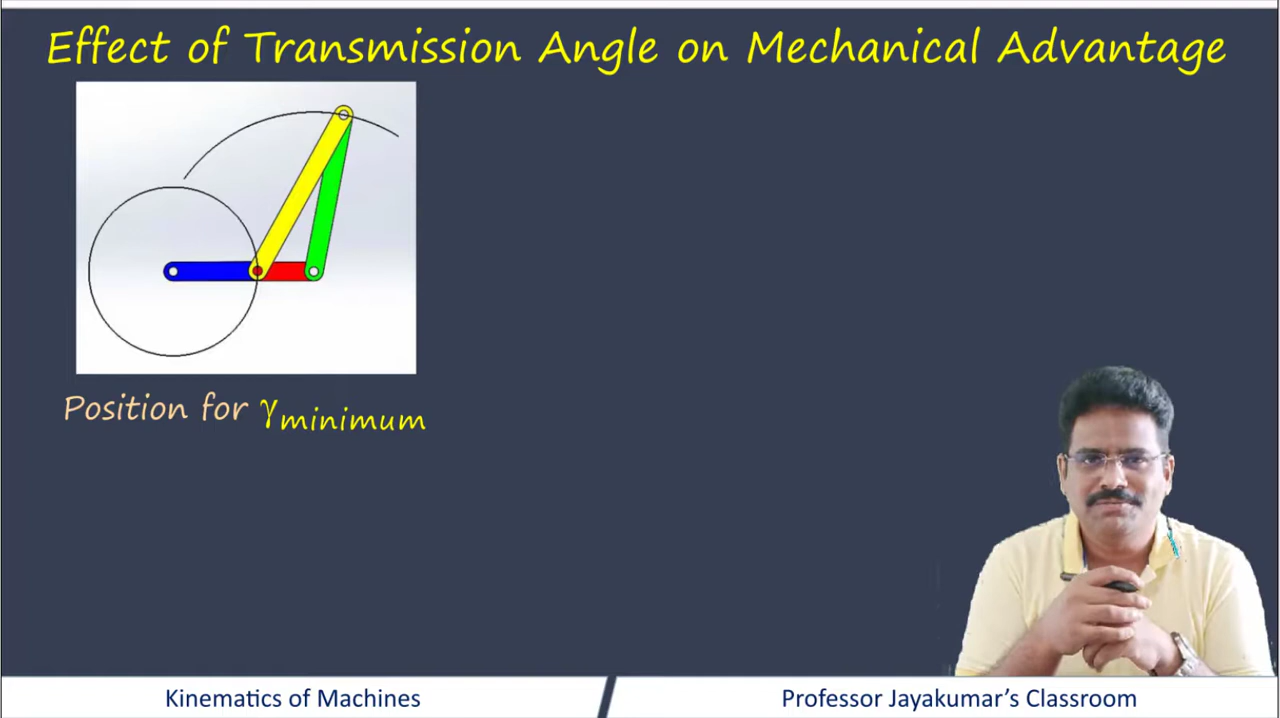 Effect of Transmission Angle on Mechanical Advantage
Position for γminimum
Kinematics of Machines
Professor Jayakumar's Classroom